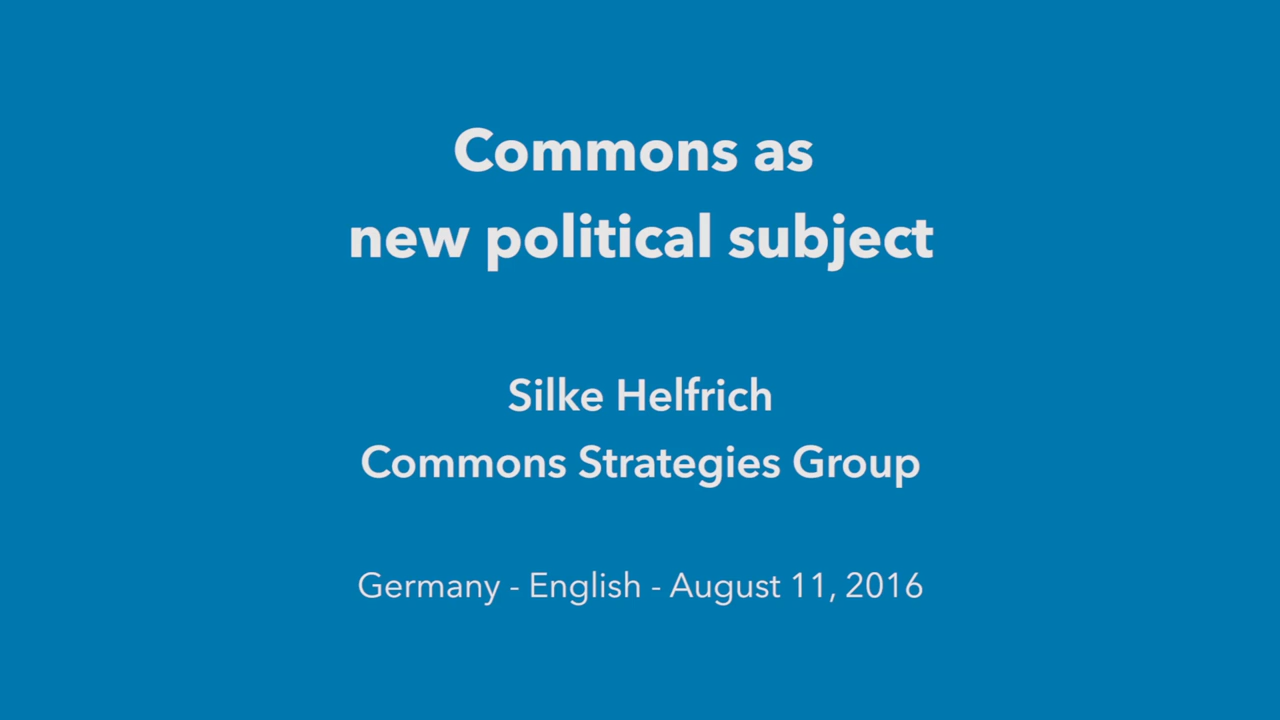 Commons as
new political subject
Silke Helfrich
Commons Strategies Group
Germany - English - August 11, 2016